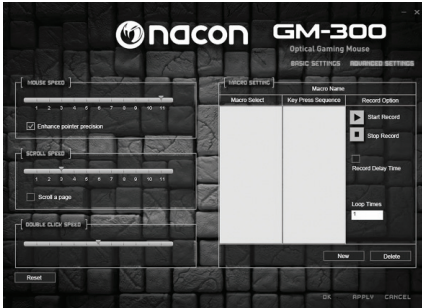 nacon GM-300
Optical Gaming Mouse
BASIC SETTINGS ADVANCED SETTINGS
MOUSE SPEED
1 2 3 4 5 6 7 8 9 10 11
Enhance pointer precision
SCROLL SPEED
1 2 3 4 5 6 7 8 9 10 11
Scroll a page
DOUBLE CLICK SPEED
Reset
MACRO SETTING
Macro Name
Macro Select Key Press Sequence Record Option
Start Record
Stop Record
Record Delay Time
Loop Times
1
New Delete
OK APPLY CANCEL